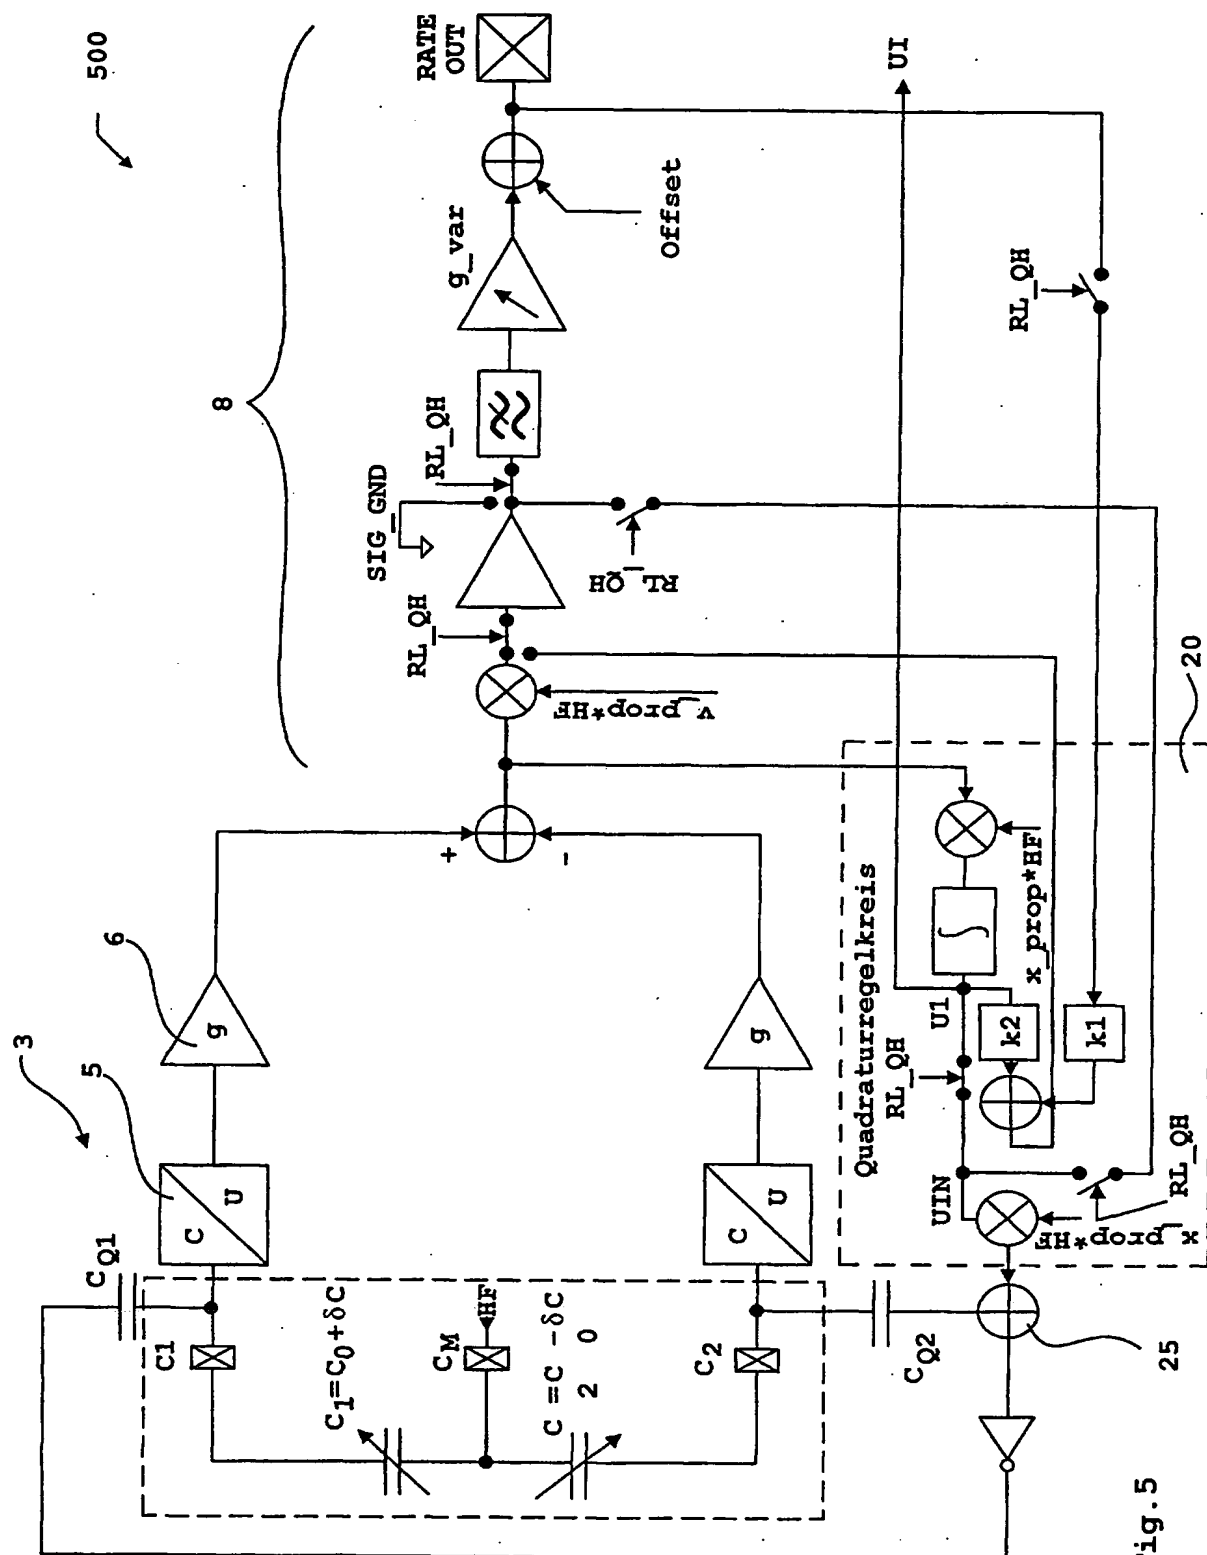 500
8
RATE
OUT
g_var
Offset
RL_QH
SIG_GND
RL_QH
RL_QH
v_prop*HF
UI
RL_QH
20
+
-
6
g
3
5
C
U
g
C
U
Quadraturregelkreis
x_prop*HF
U1
k2
k1
RL_QH
UIN
x_prop*HF
RL_QH
CQ1
C1
C1=C0+δC
CM
HF
C2=C0-δC
C2
CQ2
25
Fig.5